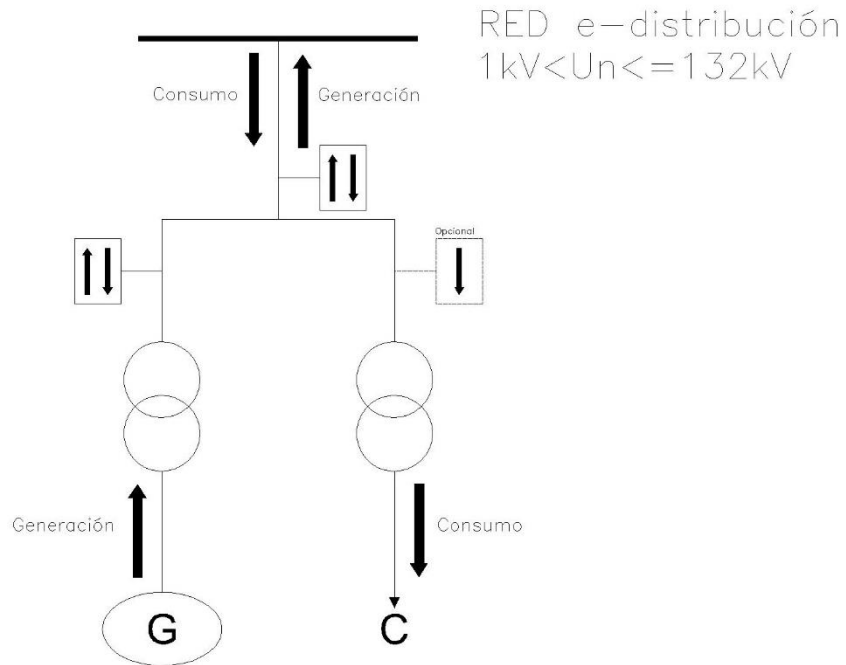 RED e-distribución
1kV<Un<=132kV
Consumo
Generación
Opcional
Generación
Consumo
G
C